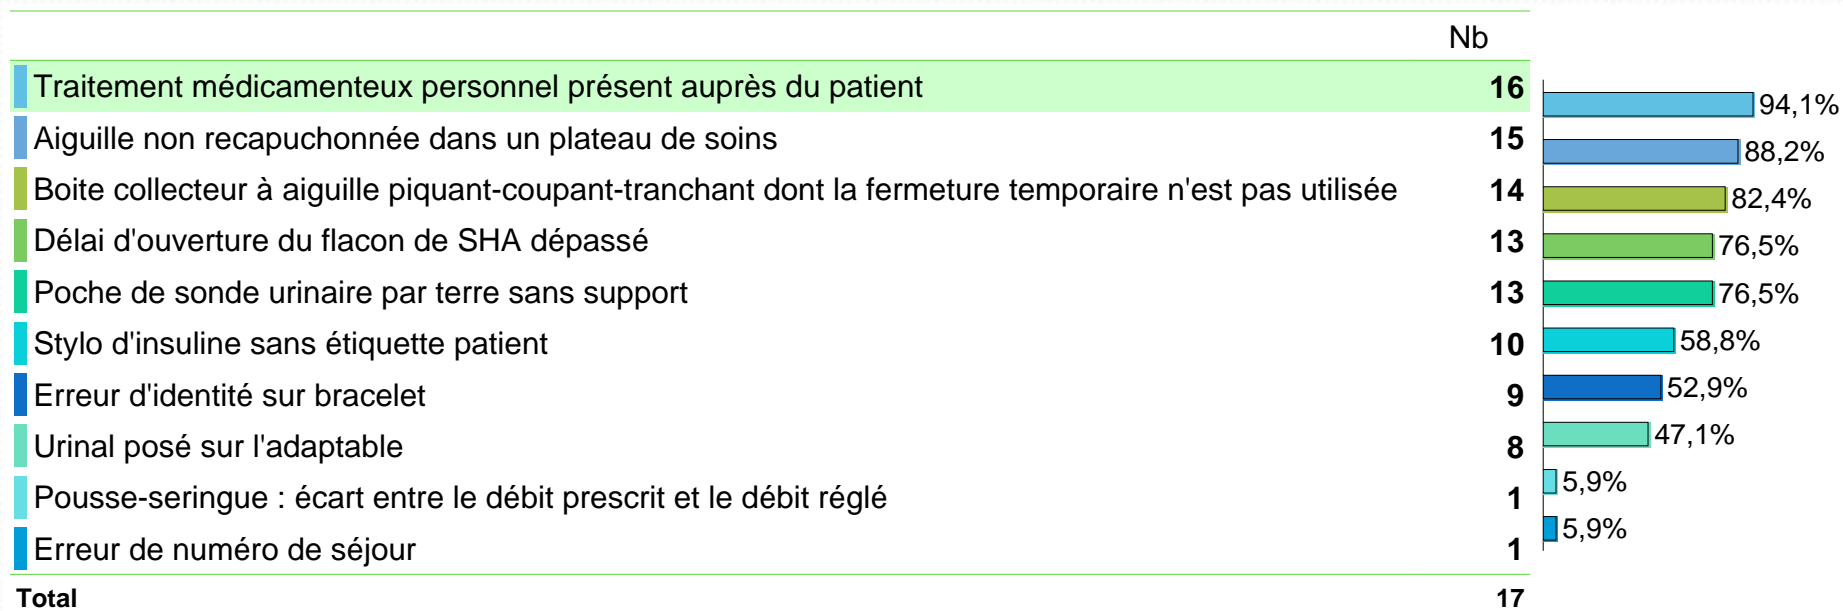 Nb
Traitement médicamenteux personnel présent auprès du patient 16 94,1%
Aiguille non recapuchonnée dans un plateau de soins 15 88,2%
Boite collecteur à aiguille piquant-coupant-tranchant dont la fermeture temporaire n'est pas utilisée 14 82,4%
Délai d'ouverture du flacon de SHA dépassé 13 76,5%
Poche de sonde urinaire par terre sans support 13 76,5%
Stylo d'insuline sans étiquette patient 10 58,8%
Erreur d'identité sur bracelet 9 52,9%
Urinal posé sur l'adaptable 8 47,1%
Pousse-seringue : écart entre le débit prescrit et le débit réglé 1 5,9%
Erreur de numéro de séjour 1 5,9%
Total 17